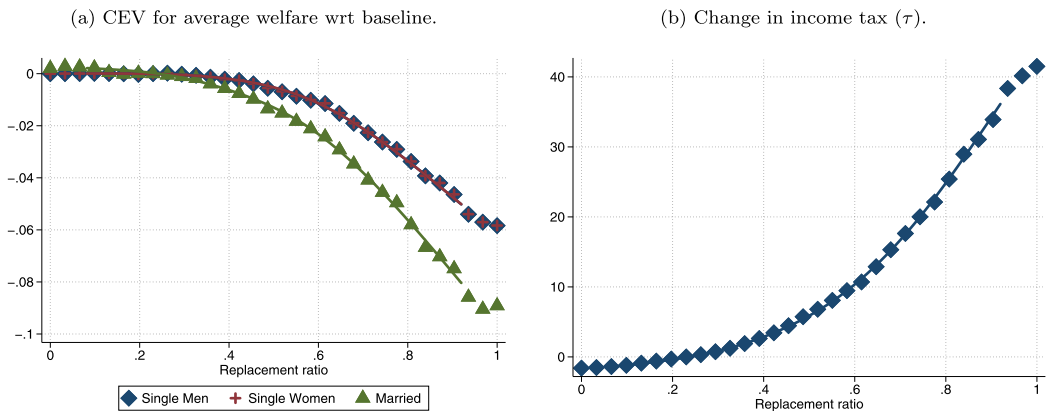 (a) CEV for average welfare wrt baseline.
0
−.02
−.04
−.06
−.08
−.1
0 .2 .4 .6 .8 1
Replacement ratio
Single Men Single Women Married
(b) Change in income tax (τ).
40
30
20
10
0
0 .2 .4 .6 .8 1
Replacement ratio